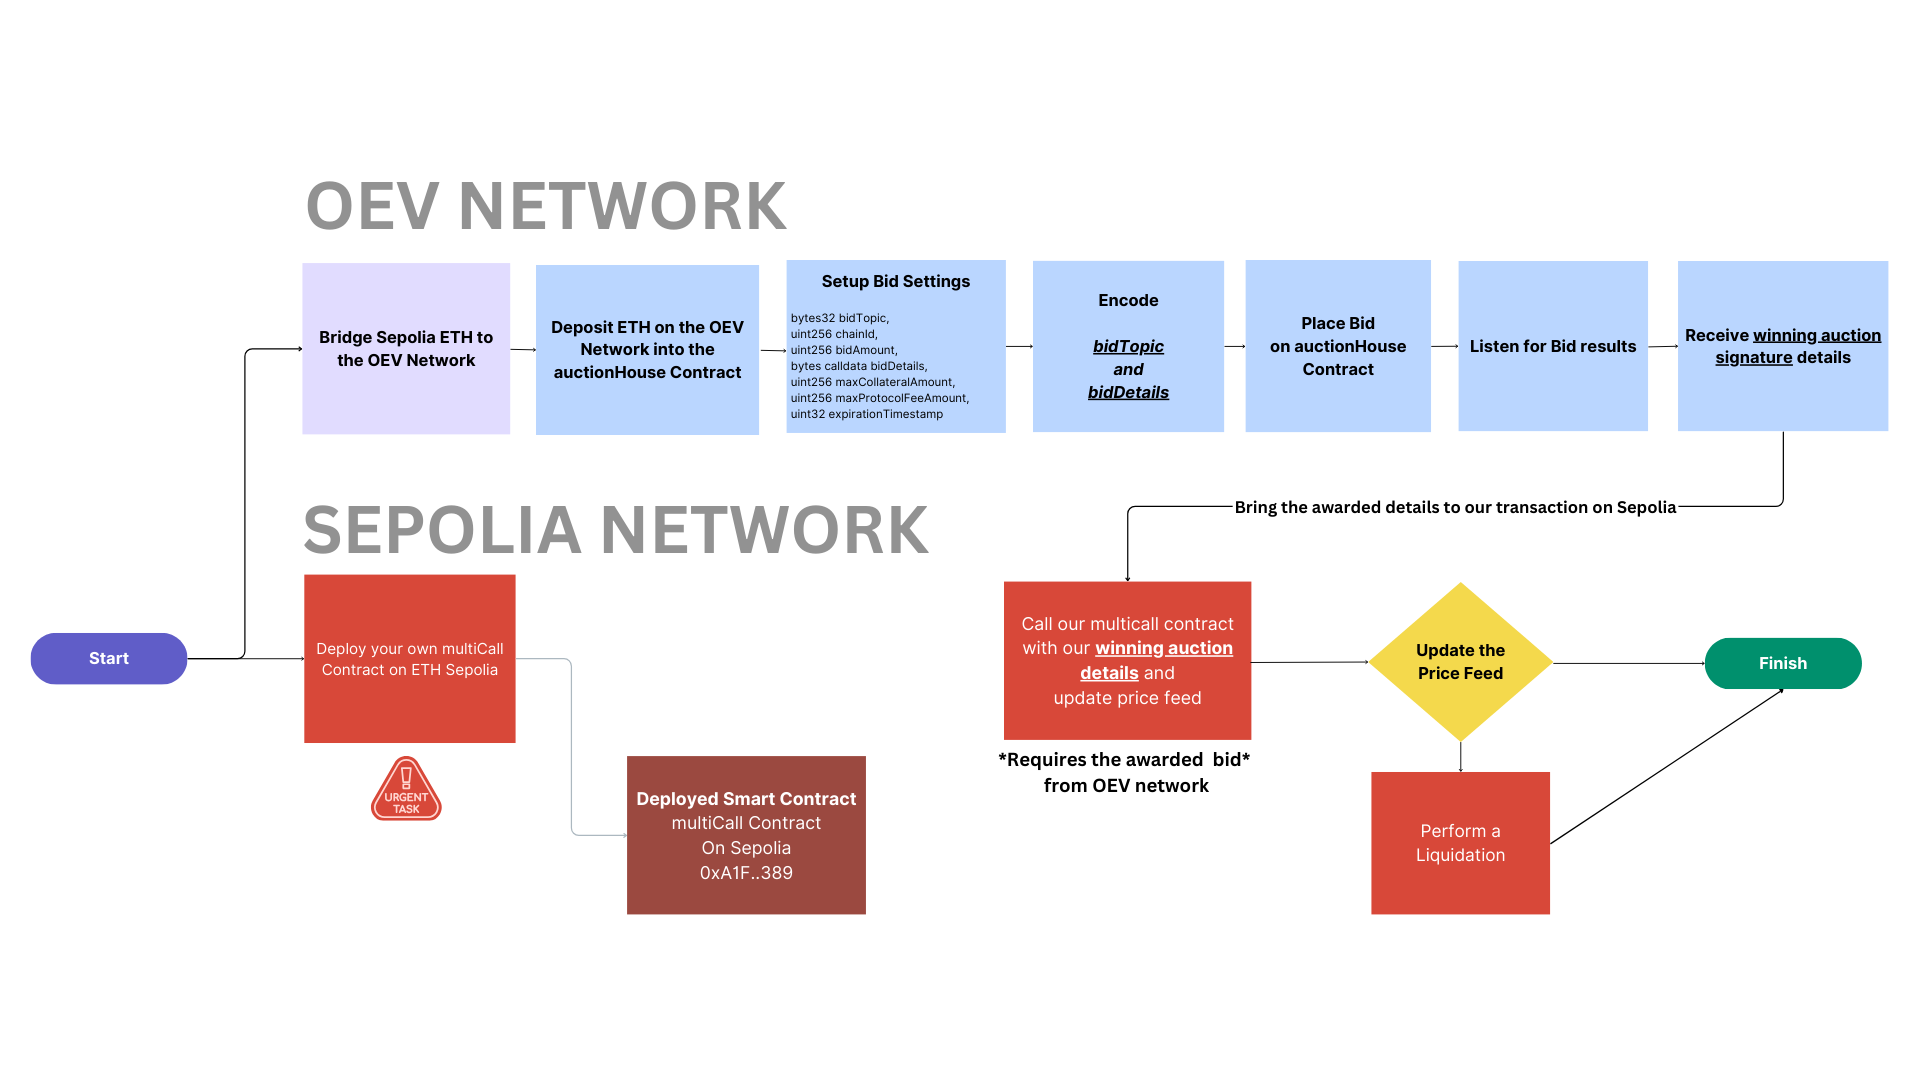 OEV NETWORK
Bridge Sepolia ETH to
the OEV Network
Deposit ETH on the OEV
Network into the
auctionHouse Contract
Setup Bid Settings
bytes32 bidTopic,
uint256 chainId,
uint256 bidAmount,
bytes calldata bidDetails,
uint256 maxCollateralAmount,
uint256 maxProtocolFeeAmount,
uint32 expirationTimestamp
Encode
bidTopic
and
bidDetails
Place Bid
on auctionHouse
Contract
Listen for Bid results
Receive winning auction
signature details
Bring the awarded details to our transaction on Sepolia
SEPOLIA NETWORK
Start
Deploy your own multiCall
Contract on ETH Sepolia
URGENT
TASK
Deployed Smart Contract
multiCall Contract
On Sepolia
0xA1F..389
Call our multicall contract
with our winning auction
details and
update price feed
*Requires the awarded  bid*
from OEV network
Update the
Price Feed
Finish
Perform a
Liquidation